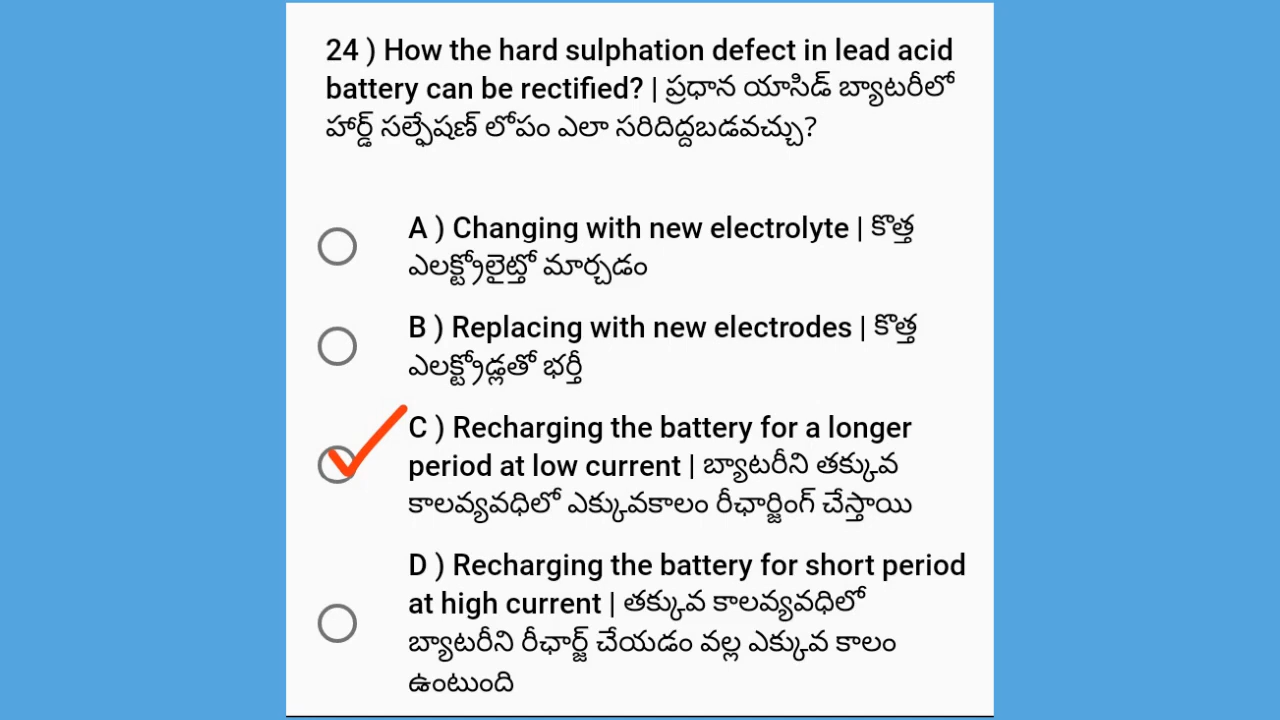 24 ) How the hard sulphation defect in lead acid
battery can be rectified? | ప్రధాన యాసిడ్ బ్యాటరీలో
హార్డ్ సల్ఫేషణ్ లోపం ఎలా సరిదిద్దబడవచ్చు?
A ) Changing with new electrolyte | కొత్త
ఎలక్ట్రోలైట్తో మార్చడం
B ) Replacing with new electrodes | కొత్త
ఎలక్ట్రోడ్లతో భర్తీ
C ) Recharging the battery for a longer
period at low current | బ్యాటరీని తక్కువ
కాలవ్యవధిలో ఎక్కువకాలం రీఛార్జింగ్ చేస్తాయి
D ) Recharging the battery for short period
at high current | తక్కువ కాలవ్యవధిలో
బ్యాటరీని రీఛార్జ్ చేయడం వల్ల ఎక్కువ కాలం
ఉంటుంది